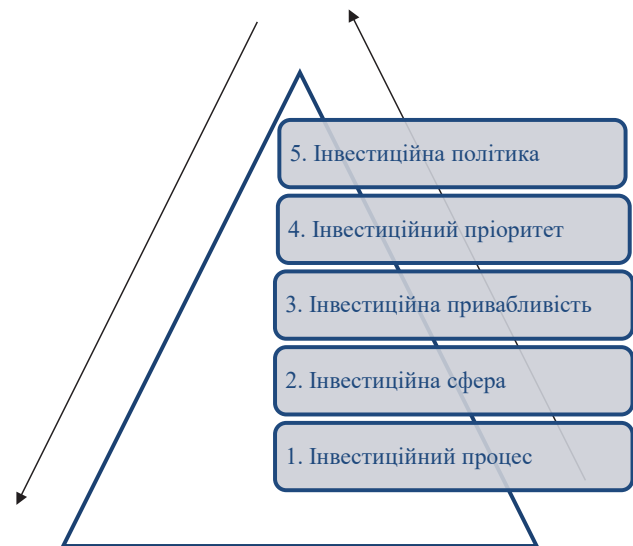 5. Інвестиційна політика
4. Інвестиційний пріоритет
3. Інвестиційна привабливість
2. Інвестиційна сфера
1. Інвестиційний процес